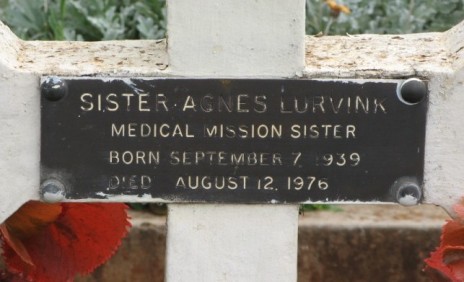 SISTER AGNES LURVINK
MEDICAL MISSION SISTER
BORN SEPTEMBER 7, 1939
DIED AUGUST 12, 1976